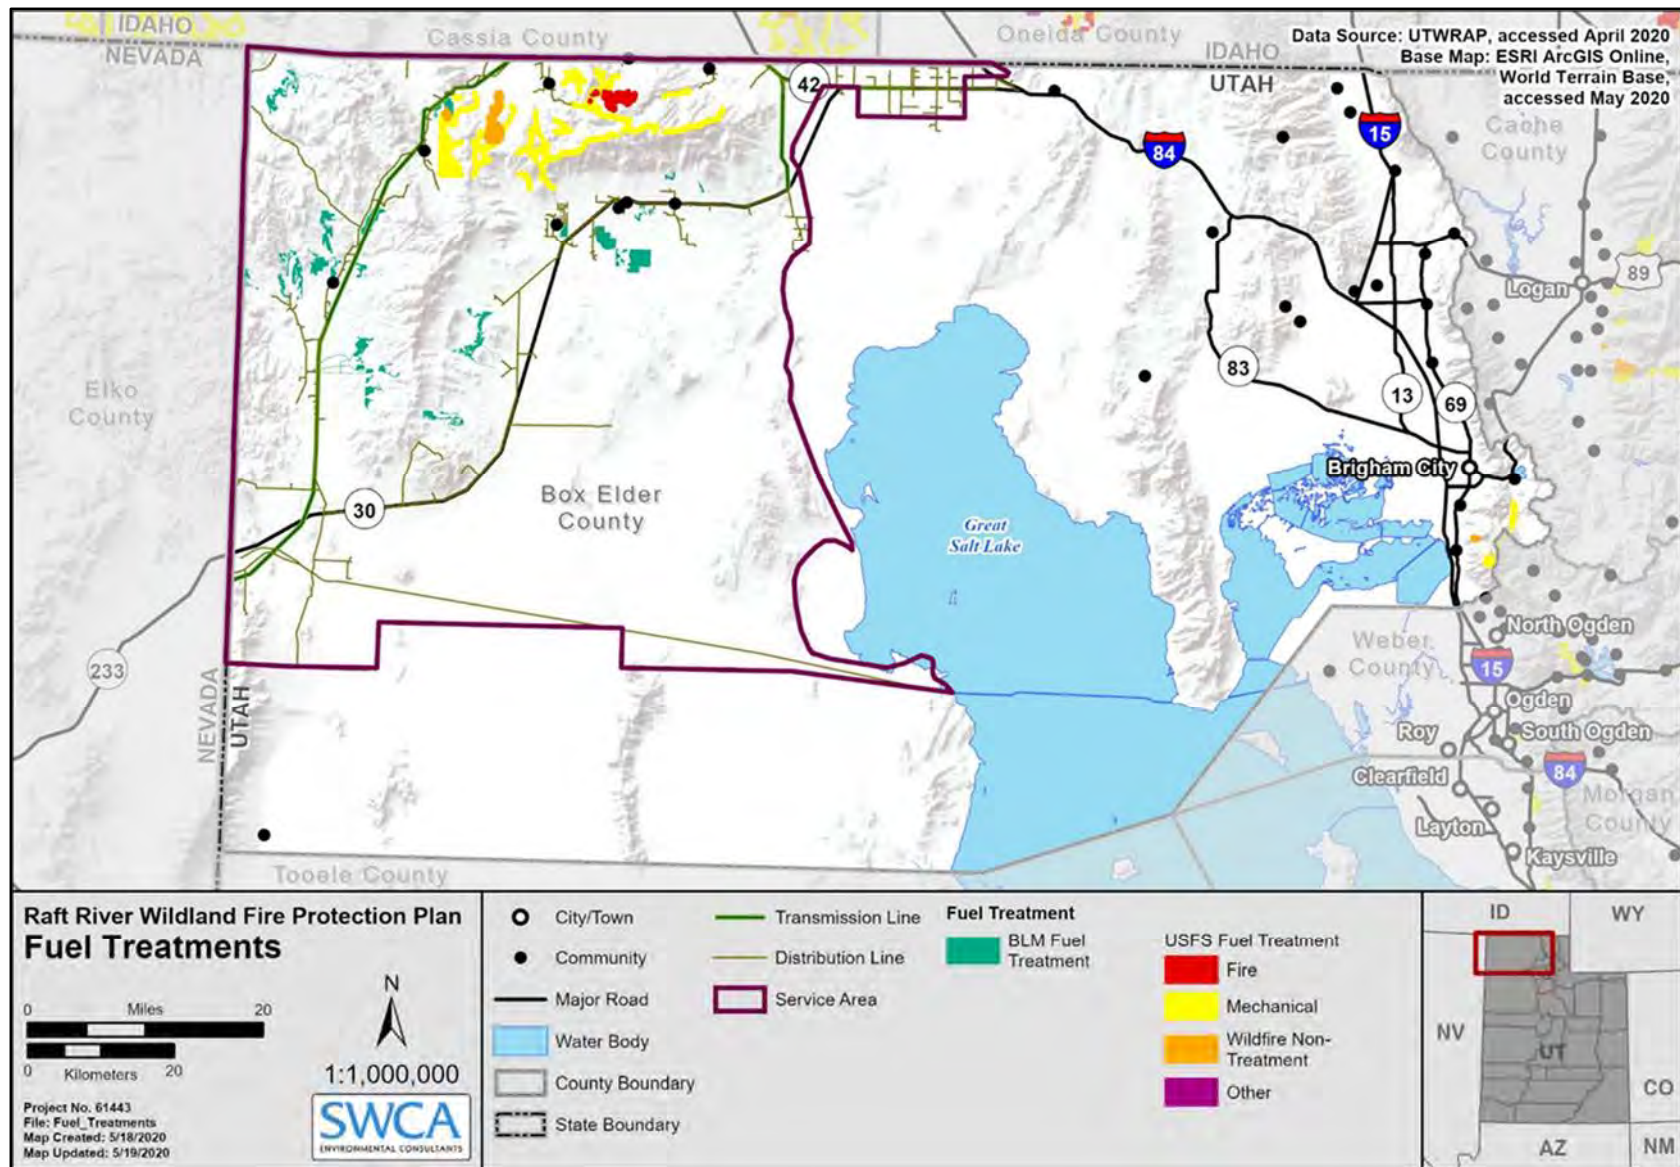 IDAHO
NEVADA
Cassia County
Oneida County
IDAHO
UTAH
Data Source: UTWRAP, accessed April 2020
Base Map: ESRI ArcGIS Online,
World Terrain Base,
accessed May 2020
42
84
15
Cache
County
89
Logan
Elko
County
83
13
69
Brigham City
30
Box Elder
County
Great
Salt Lake
233
NEVADA
UTAH
Weber
County
North Ogden
15
Ogden
Roy
South Ogden
Clearfield
84
Morgan
County
Layton
Kaysville
Tooele County
Raft River Wildland Fire Protection Plan
Fuel Treatments
0 Miles 20
0 Kilometers 20
N
1:1,000,000
Project No. 61443
File: Fuel_Treatments
Map Created: 5/18/2020
Map Updated: 5/19/2020
SWCA
ENVIRONMENTAL CONSULTANTS
City/Town
Community
Major Road
Water Body
County Boundary
State Boundary
Transmission Line
Distribution Line
Service Area
Fuel Treatment
BLM Fuel
Treatment
USFS Fuel Treatment
Fire
Mechanical
Wildfire Non-
Treatment
Other
ID
WY
NV
UT
CO
AZ
NM